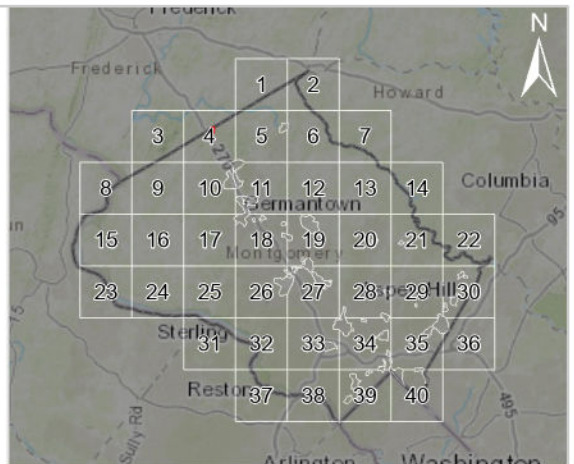 Frederick
N
Frederick
1 2
Howard
3 4 5 6 7
270
8 9 10 11 12 13 14
Columbia
Germantown
95
15 16 17 18 19 20 21 22
Montgomery
23 24 25 26 27 28 29 30
Aspen Hill
15
Sterling
31 32 33 34 35 36
Reston
37 38 39 40
495
Sully Rd
Arlington
Washington